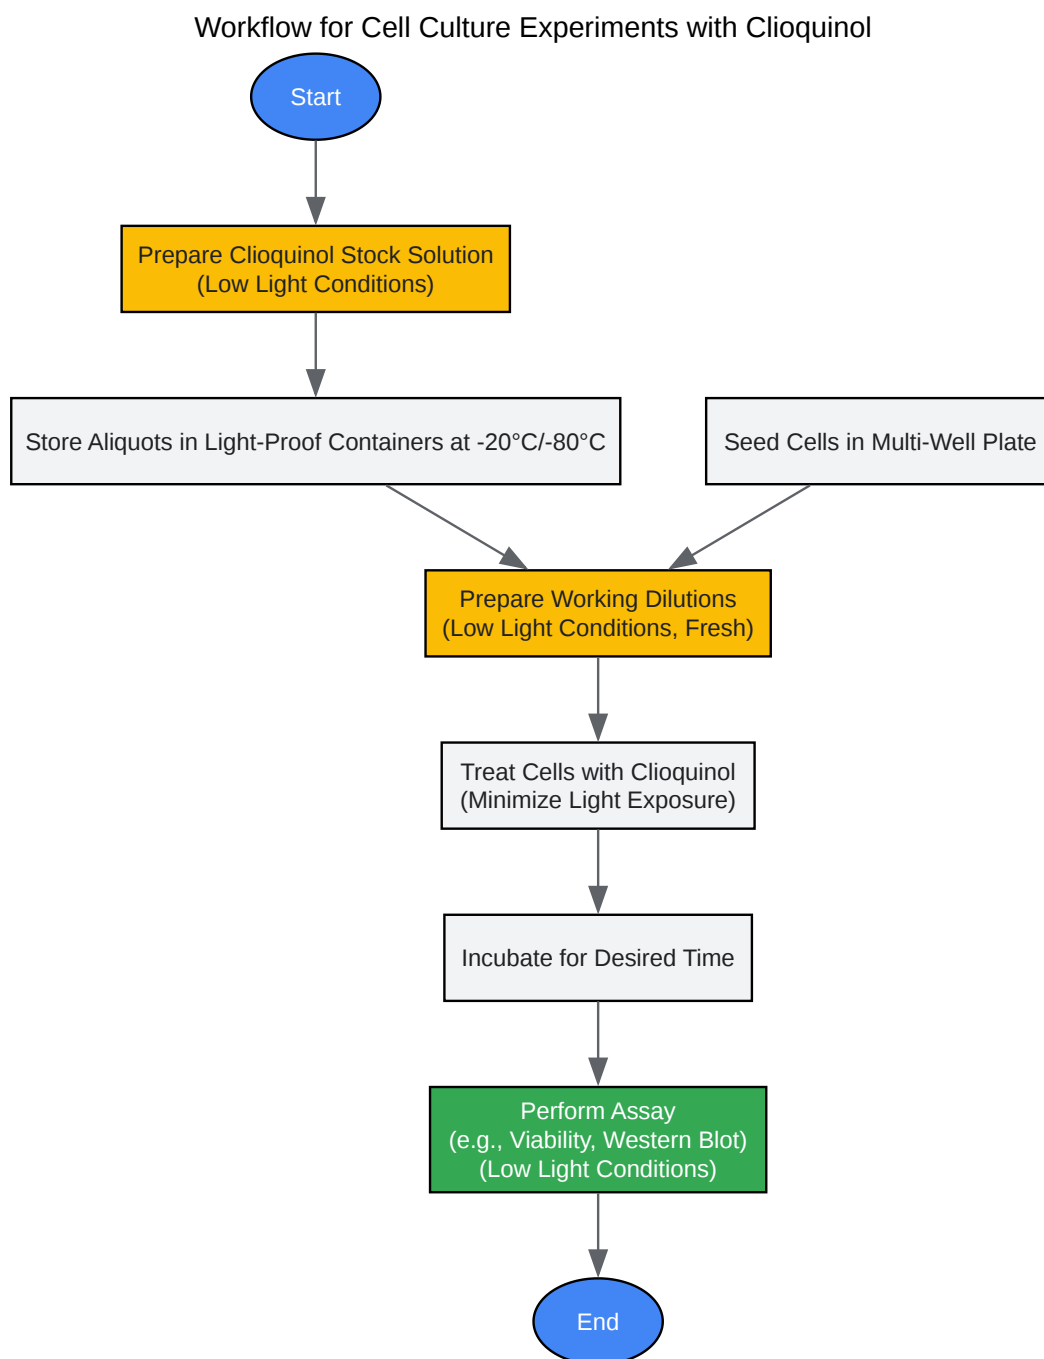 Workflow for Cell Culture Experiments with Clioquinol
Start
Prepare Clioquinol Stock Solution
(Low Light Conditions)
Store Aliquots in Light-Proof Containers at -20°C/-80°C
Seed Cells in Multi-Well Plate
Prepare Working Dilutions
(Low Light Conditions, Fresh)
Treat Cells with Clioquinol
(Minimize Light Exposure)
Incubate for Desired Time
Perform Assay
(e.g., Viability, Western Blot)
(Low Light Conditions)
End